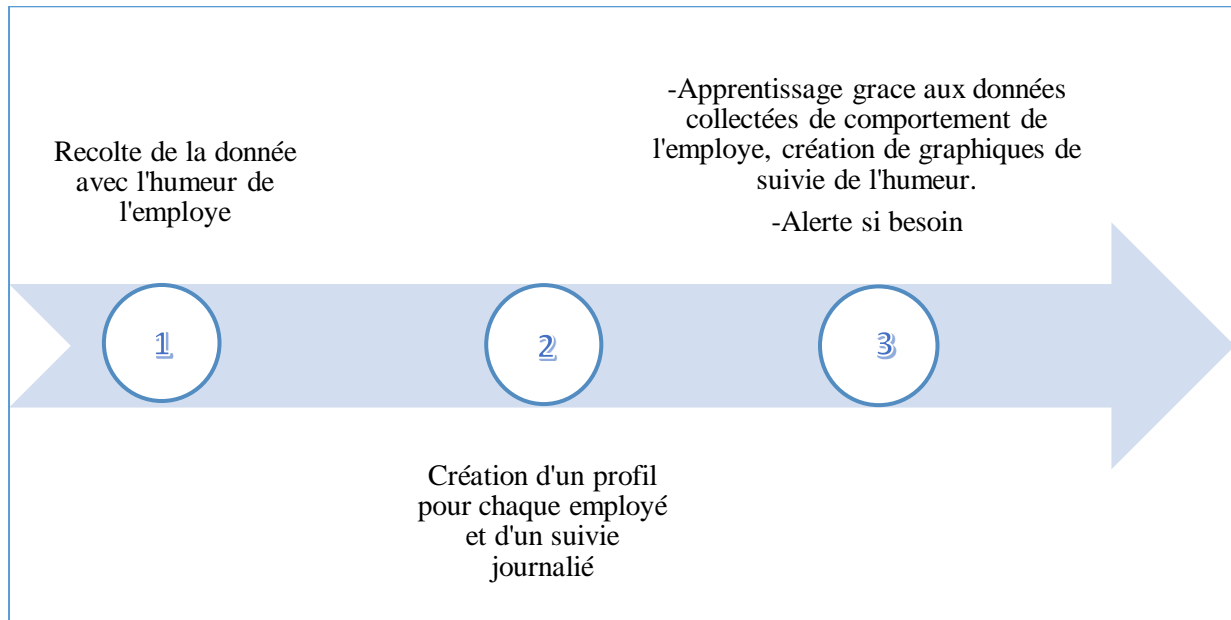 Recolte de la donnée
avec l'humeur de
l'employe
1
Création d'un profil
pour chaque employé
et d'un suivie
journalié
2
-Apprentissage grace aux données
collectées de comportement de
l'employe, création de graphiques de
suivie de l'humeur.
-Alerte si besoin
3